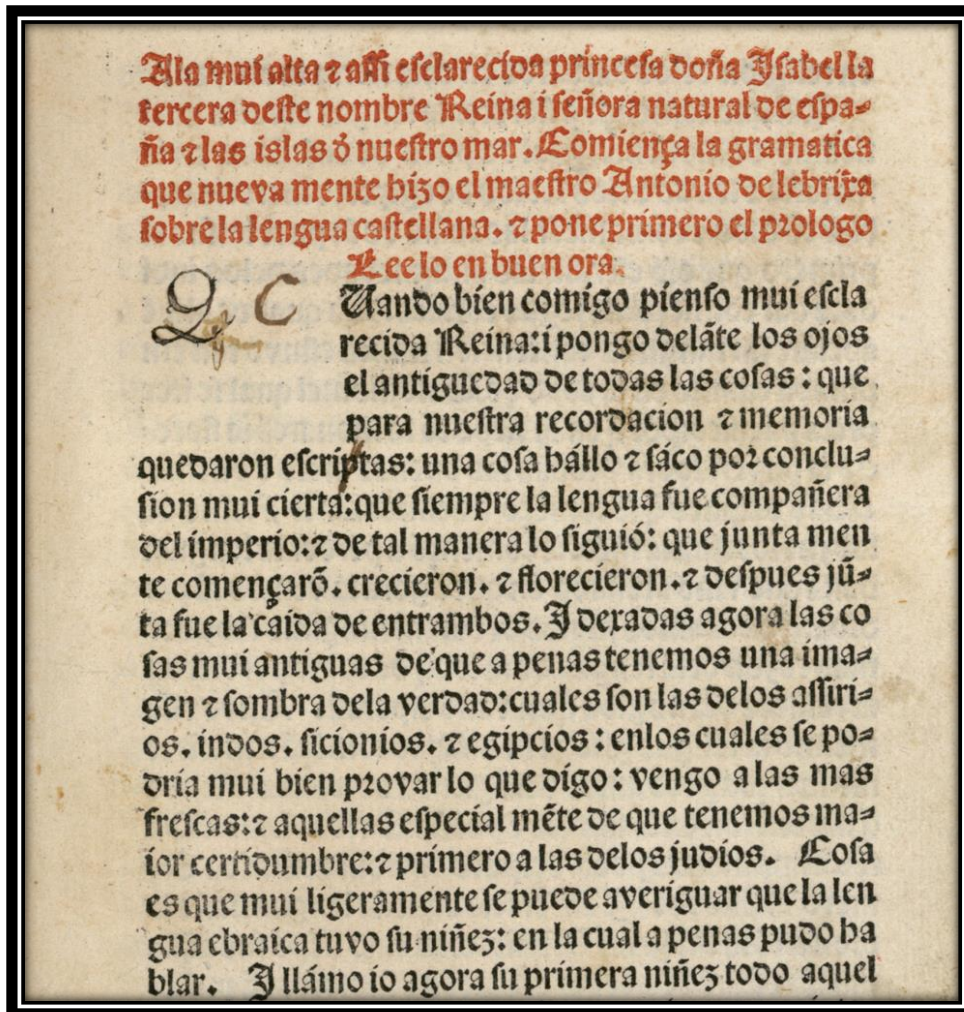 Ala mui alta ⁊ aſſi eſclarecida princeſa doña Iſabel la
tercera deſte nombre Reina i ſeñora natural de eſpa⸗
ña ⁊ las islas đ nueſtro mar. Comiença la gramatica
que nueva mente hizo el maeſtro Antonio de lebrix̃a
ſobre la lengua caſtellana. ⁊ pone primero el prologo
Lee lo en buen ora.
Q C
Uando bien comigo pienſo mui eſcla
recida Reina: i pongo delãte los ojos
el antiguedad de todas las coſas: que
para nueſtra recordacion ⁊ memoria
quedaron eſcriptas: una coſa hállo ⁊ ſáco por conclu⸗
ſion mui cierta: que ſiempre la lengua fue compañera
del imperio: ⁊ de tal manera lo ſiguió: que junta men
te començarõ. crecieron. ⁊ florecieron. ⁊ deſpues jũ⸗
ta fue la caida de entrambos. I dexadas agora las co
ſas mui antiguas de que a penas tenemos una ima⸗
gen ⁊ ſombra dela verdad: cuales ſon las delos aſſiri⸗
os. indos. ſicionios. ⁊ egipcios: enlos cuales ſe po⸗
dria mui bien provar lo que digo: vengo a las mas
freſcas: ⁊ aquellas eſpecial mẽte de que tenemos ma⸗
ior certidumbre: ⁊ primero a las delos judios. Coſa
es que mui ligeramente ſe puede averiguar que la len
gua ebraica tuvo ſu niñez: en la cual a penas pudo ha
blar. I llámo io agora ſu primera niñez todo aquel